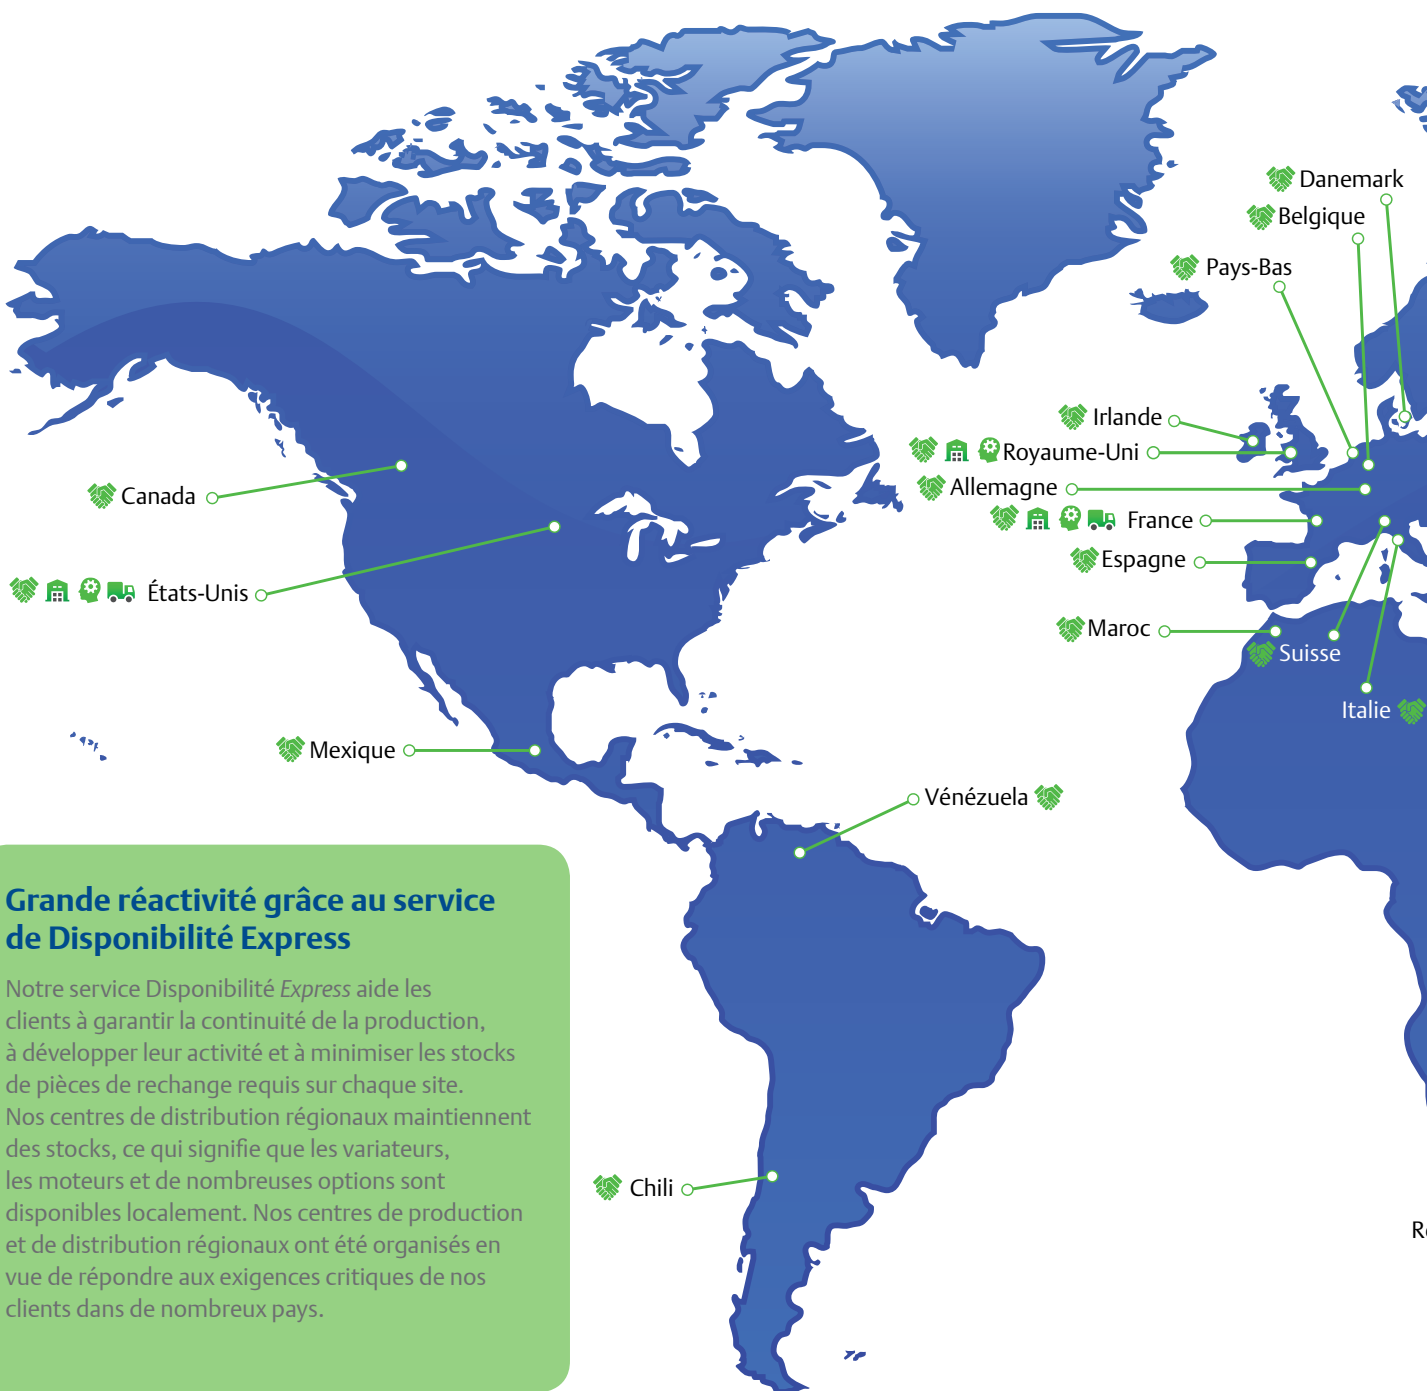 Danemark
Belgique
Pays-Bas
Irlande
Royaume-Uni
Allemagne
France
Espagne
Maroc
Suisse
Italie
Canada
États-Unis
Mexique
Vénézuela
Chili
Grande réactivité grâce au service
de Disponibilité Express
Notre service Disponibilité Express aide les
clients à garantir la continuité de la production,
à développer leur activité et à minimiser les stocks
de pièces de rechange requis sur chaque site.
Nos centres de distribution régionaux maintiennent
des stocks, ce qui signifie que les variateurs,
les moteurs et de nombreuses options sont
disponibles localement. Nos centres de production
et de distribution régionaux ont été organisés en
vue de répondre aux exigences critiques de nos
clients dans de nombreux pays.